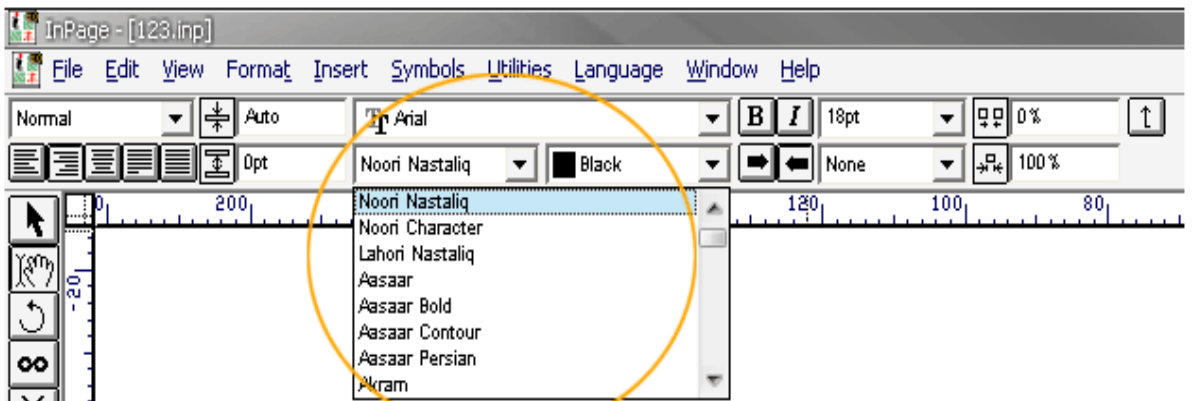 InPage - [123.inp]
File Edit View Format Insert Symbols Utilities Language Window Help
Normal Auto Arial B I 18pt 0%
0pt Noori Nastaliq Black None 100%
0 200 120 100 80
Noori Nastaliq
Noori Character
Lahori Nastaliq
Aasaar
Aasaar Bold
Aasaar Contour
Aasaar Persian
Akram
-20